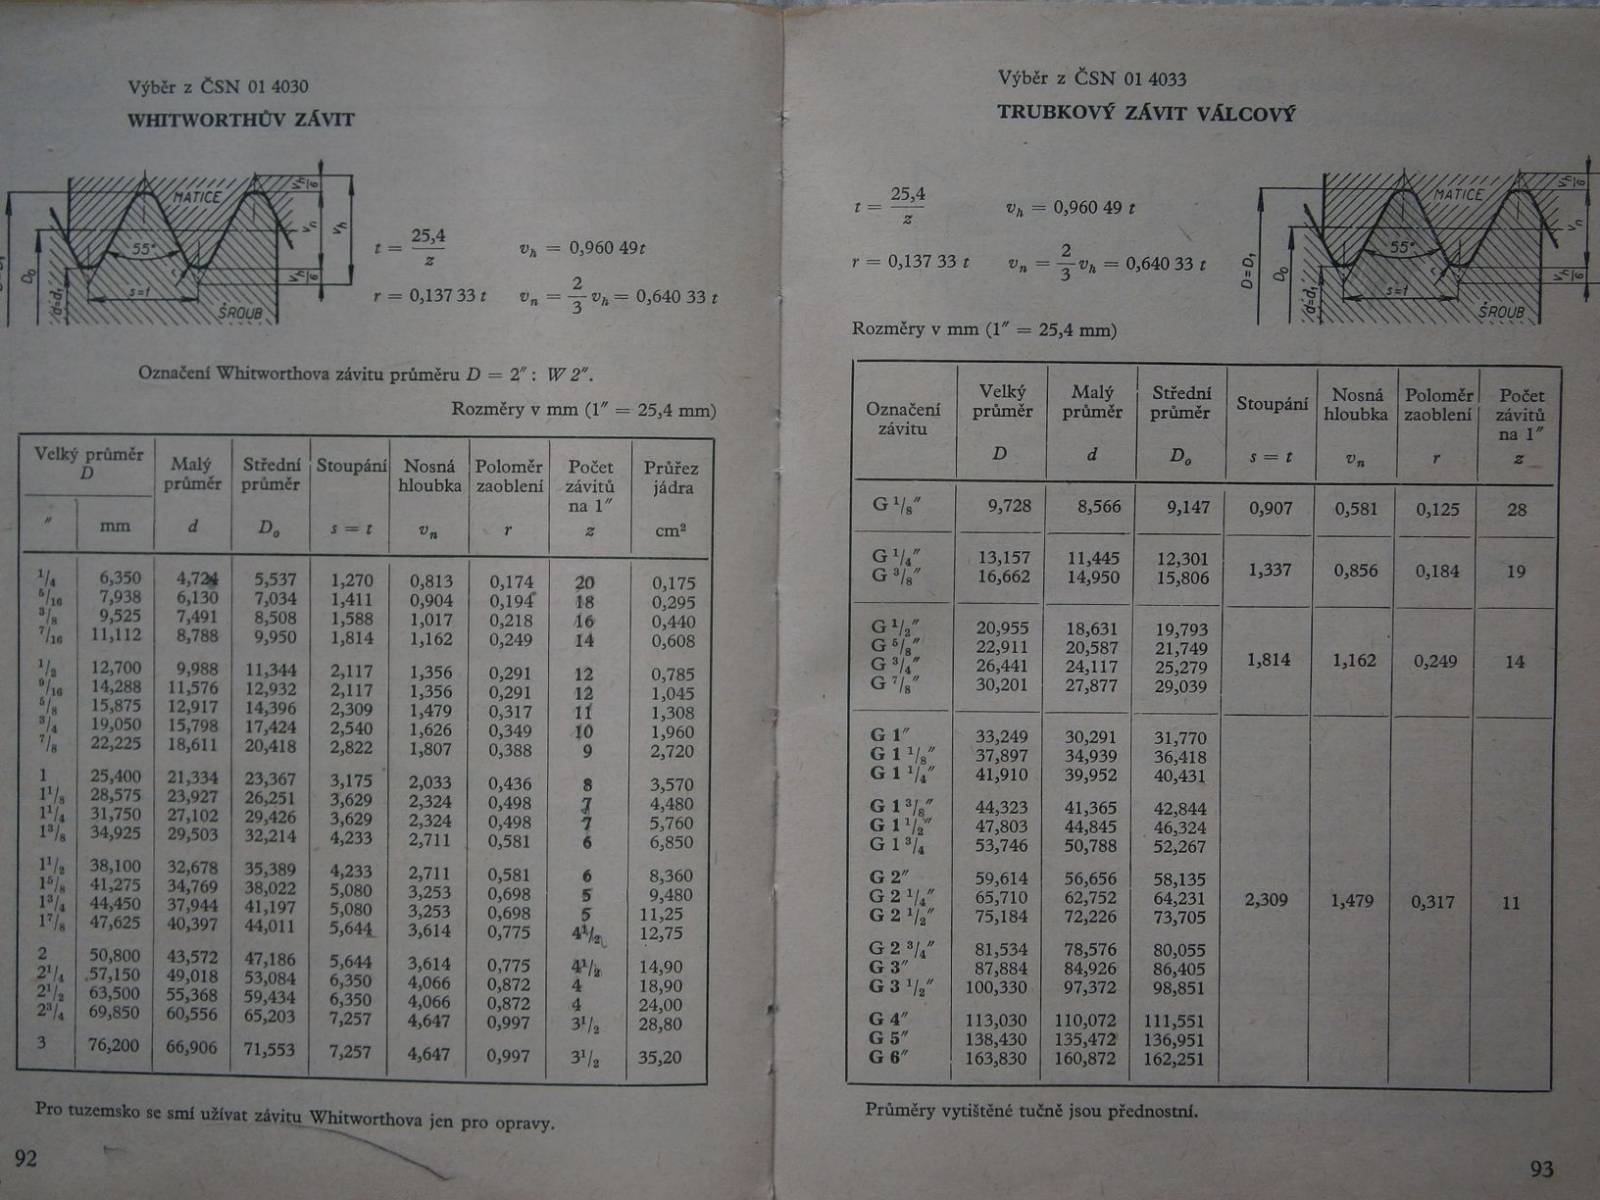 Výběr z ČSN 01 4030
WHITWORTHŮV ZÁVIT
MATICE
55°
s=t
ŠROUB
D=D₁
D₀
d=d₁
r
vₕ/6
vₙ
vₕ
vₕ/6
t = 25,4/z vₕ = 0,960 49t
r = 0,137 33 t vₙ = 2/3 vₕ = 0,640 33 t
Označení Whitworthova závitu průměru D = 2″: W 2″.
Rozměry v mm (1″ = 25,4 mm)
Velký průměr D Malý průměr Střední průměr Stoupání Nosná hloubka Poloměr zaoblení Počet závitů na 1″ Průřez jádra
″ mm d D₀ s = t vₙ r z cm²
1/4 6,350 4,724 5,537 1,270 0,813 0,174 20 0,175
5/16 7,938 6,130 7,034 1,411 0,904 0,194 18 0,295
3/8 9,525 7,491 8,508 1,588 1,017 0,218 16 0,440
7/16 11,112 8,788 9,950 1,814 1,162 0,249 14 0,608
1/2 12,700 9,988 11,344 2,117 1,356 0,291 12 0,785
9/16 14,288 11,576 12,932 2,117 1,356 0,291 12 1,045
5/8 15,875 12,917 14,396 2,309 1,479 0,317 11 1,308
3/4 19,050 15,798 17,424 2,540 1,626 0,349 10 1,960
7/8 22,225 18,611 20,418 2,822 1,807 0,388 9 2,720
1 25,400 21,334 23,367 3,175 2,033 0,436 8 3,570
1 1/8 28,575 23,927 26,251 3,629 2,324 0,498 7 4,480
1 1/4 31,750 27,102 29,426 3,629 2,324 0,498 7 5,760
1 3/8 34,925 29,503 32,214 4,233 2,711 0,581 6 6,850
1 1/2 38,100 32,678 35,389 4,233 2,711 0,581 6 8,360
1 5/8 41,275 34,769 38,022 5,080 3,253 0,698 5 9,480
1 3/4 44,450 37,944 41,197 5,080 3,253 0,698 5 11,25
1 7/8 47,625 40,397 44,011 5,644 3,614 0,775 4 1/2 12,75
2 50,800 43,572 47,186 5,644 3,614 0,775 4 1/2 14,90
2 1/4 57,150 49,018 53,084 6,350 4,066 0,872 4 18,90
2 1/2 63,500 55,368 59,434 6,350 4,066 0,872 4 24,00
2 3/4 69,850 60,556 65,203 7,257 4,647 0,997 3 1/2 28,80
3 76,200 66,906 71,553 7,257 4,647 0,997 3 1/2 35,20
Pro tuzemsko se smí užívat závitu Whitworthova jen pro opravy.
92
Výběr z ČSN 01 4033
TRUBKOVÝ ZÁVIT VÁLCOVÝ
t = 25,4/z vₕ = 0,960 49 t
r = 0,137 33 t vₙ = 2/3 vₕ = 0,640 33 t
MATICE
55°
s=t
ŠROUB
D=D₁
D₀
d=d₁
r
vₕ/6
vₙ
vₕ/6
Rozměry v mm (1″ = 25,4 mm)
Označení závitu Velký průměr Malý průměr Střední průměr Stoupání Nosná hloubka Poloměr zaoblení Počet závitů na 1″
D d D₀ s = t vₙ r z
G 1/8″ 9,728 8,566 9,147 0,907 0,581 0,125 28
G 1/4″ 13,157 11,445 12,301
1,337 0,856 0,184 19
G 3/8″ 16,662 14,950 15,806
G 1/2″ 20,955 18,631 19,793
G 5/8″ 22,911 20,587 21,749
1,814 1,162 0,249 14
G 3/4″ 26,441 24,117 25,279
G 7/8″ 30,201 27,877 29,039
G 1″ 33,249 30,291 31,770
G 1 1/8″ 37,897 34,939 36,418
G 1 1/4″ 41,910 39,952 40,431
G 1 3/8″ 44,323 41,365 42,844
G 1 1/2″ 47,803 44,845 46,324
G 1 3/4 53,746 50,788 52,267
G 2″ 59,614 56,656 58,135
G 2 1/4″ 65,710 62,752 64,231 2,309 1,479 0,317 11
G 2 1/2″ 75,184 72,226 73,705
G 2 3/4″ 81,534 78,576 80,055
G 3″ 87,884 84,926 86,405
G 3 1/2″ 100,330 97,372 98,851
G 4″ 113,030 110,072 111,551
G 5″ 138,430 135,472 136,951
G 6″ 163,830 160,872 162,251
Průměry vytištěné tučně jsou přednostní.
93